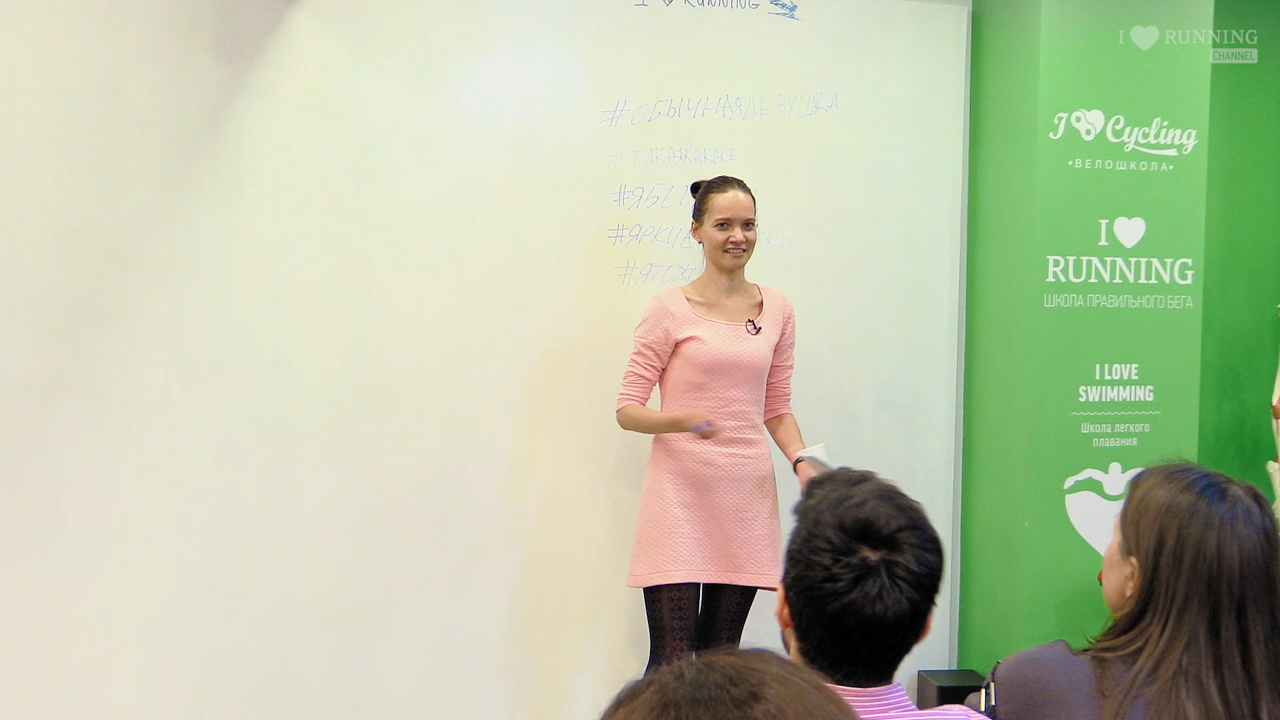 I ♥ RUNNING
#ОБЫЧНАЯДЕВУШКА
#ТАКАЯКАКВСЕ
I ♥ RUNNING
CHANNEL
I Cycling
•ВЕЛОШКОЛА•
I ♥
RUNNING
ШКОЛА ПРАВИЛЬНОГО БЕГА
I LOVE
SWIMMING
Школа легкого
плавания